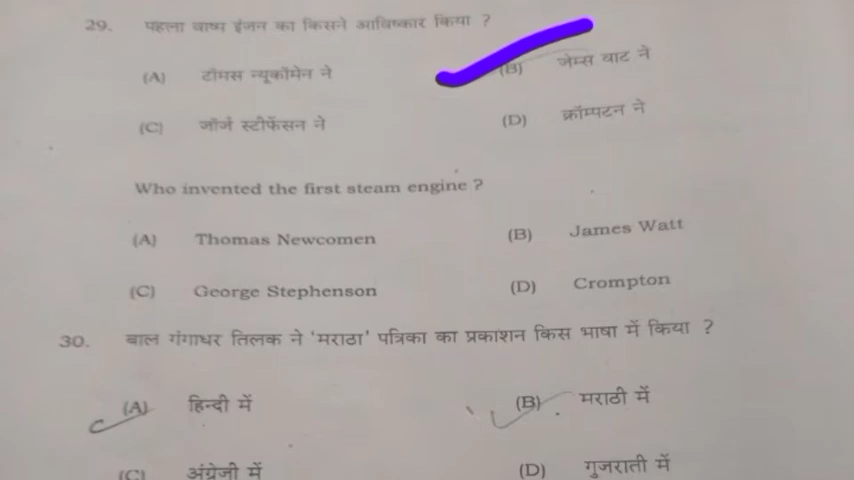 29. पहला वाष्प इंजन का किसने आविष्कार किया ?
(A) टॉमस न्यूकॉमेन ने (B) जेम्स वाट ने
(C) जॉर्ज स्टीफेंसन ने (D) क्रॉम्पटन ने
Who invented the first steam engine ?
(A) Thomas Newcomen (B) James Watt
(C) George Stephenson (D) Crompton
30. बाल गंगाधर तिलक ने 'मराठा' पत्रिका का प्रकाशन किस भाषा में किया ?
(A) हिन्दी में (B) मराठी में
(C) अंग्रेजी में (D) गुजराती में